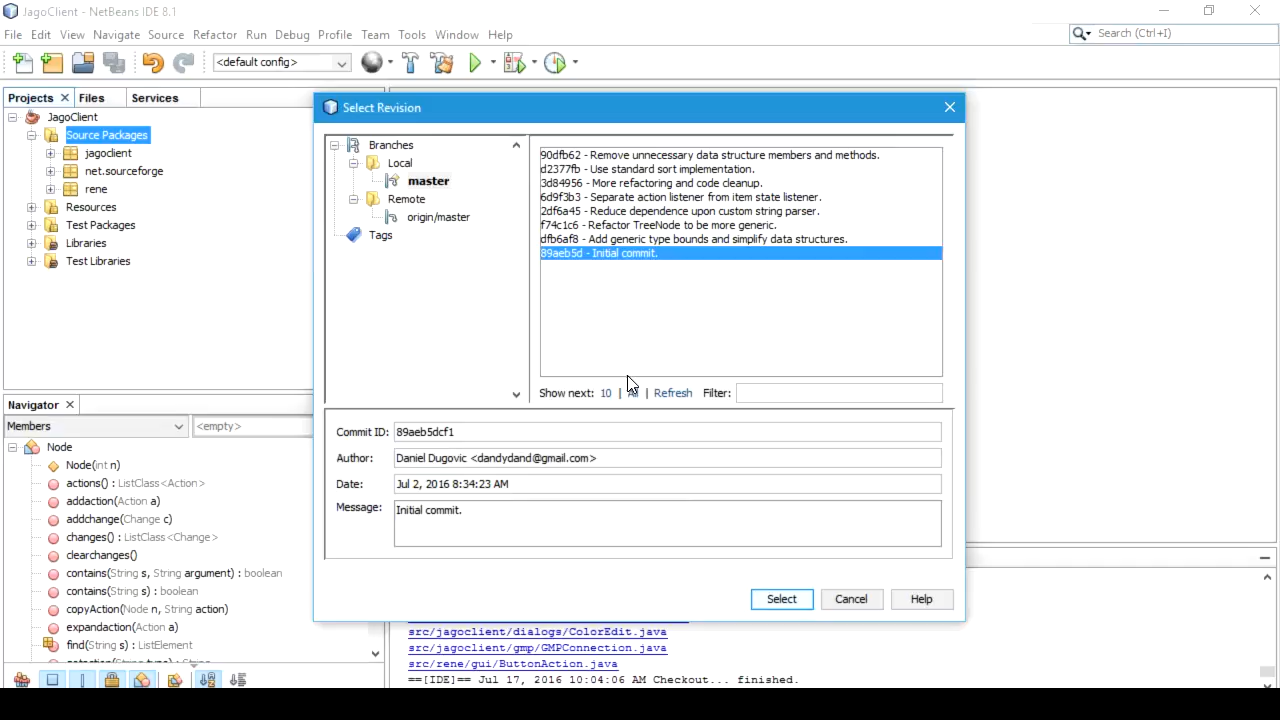 JagoClient - NetBeans IDE 8.1
File Edit View Navigate Source Refactor Run Debug Profile Team Tools Window Help
Search (Ctrl+I)
<default config>
Projects Files Services
JagoClient
Source Packages
jagoclient
net.sourceforge
rene
Resources
Test Packages
Libraries
Test Libraries
Navigator
Members
<empty>
Node
Node(int n)
actions() : ListClass<Action>
addaction(Action a)
addchange(Change c)
changes() : ListClass<Change>
clearchanges()
contains(String s, String argument) : boolean
contains(String s) : boolean
copyAction(Node n, String action)
expandaction(Action a)
find(String s) : ListElement
Select Revision
Branches
Local
master
Remote
origin/master
Tags
90dfb62 - Remove unnecessary data structure members and methods.
d2377fb - Use standard sort implementation.
3d84956 - More refactoring and code cleanup.
6d9f3b3 - Separate action listener from item state listener.
2df6a45 - Reduce dependence upon custom string parser.
f74c1c6 - Refactor TreeNode to be more generic.
dfb6af8 - Add generic type bounds and simplify data structures.
89aeb5d - Initial commit.
Show next: 10 | | Refresh Filter:
Commit ID: 89aeb5dcf1
Author: Daniel Dugovic <dandydand@gmail.com>
Date: Jul 2, 2016 8:34:23 AM
Message: Initial commit.
Select Cancel Help
src/jagoclient/dialogs/ColorEdit.java
src/jagoclient/gmp/GMPConnection.java
src/rene/gui/ButtonAction.java
==[IDE]== Jul 17, 2016 10:04:06 AM Checkout... finished.